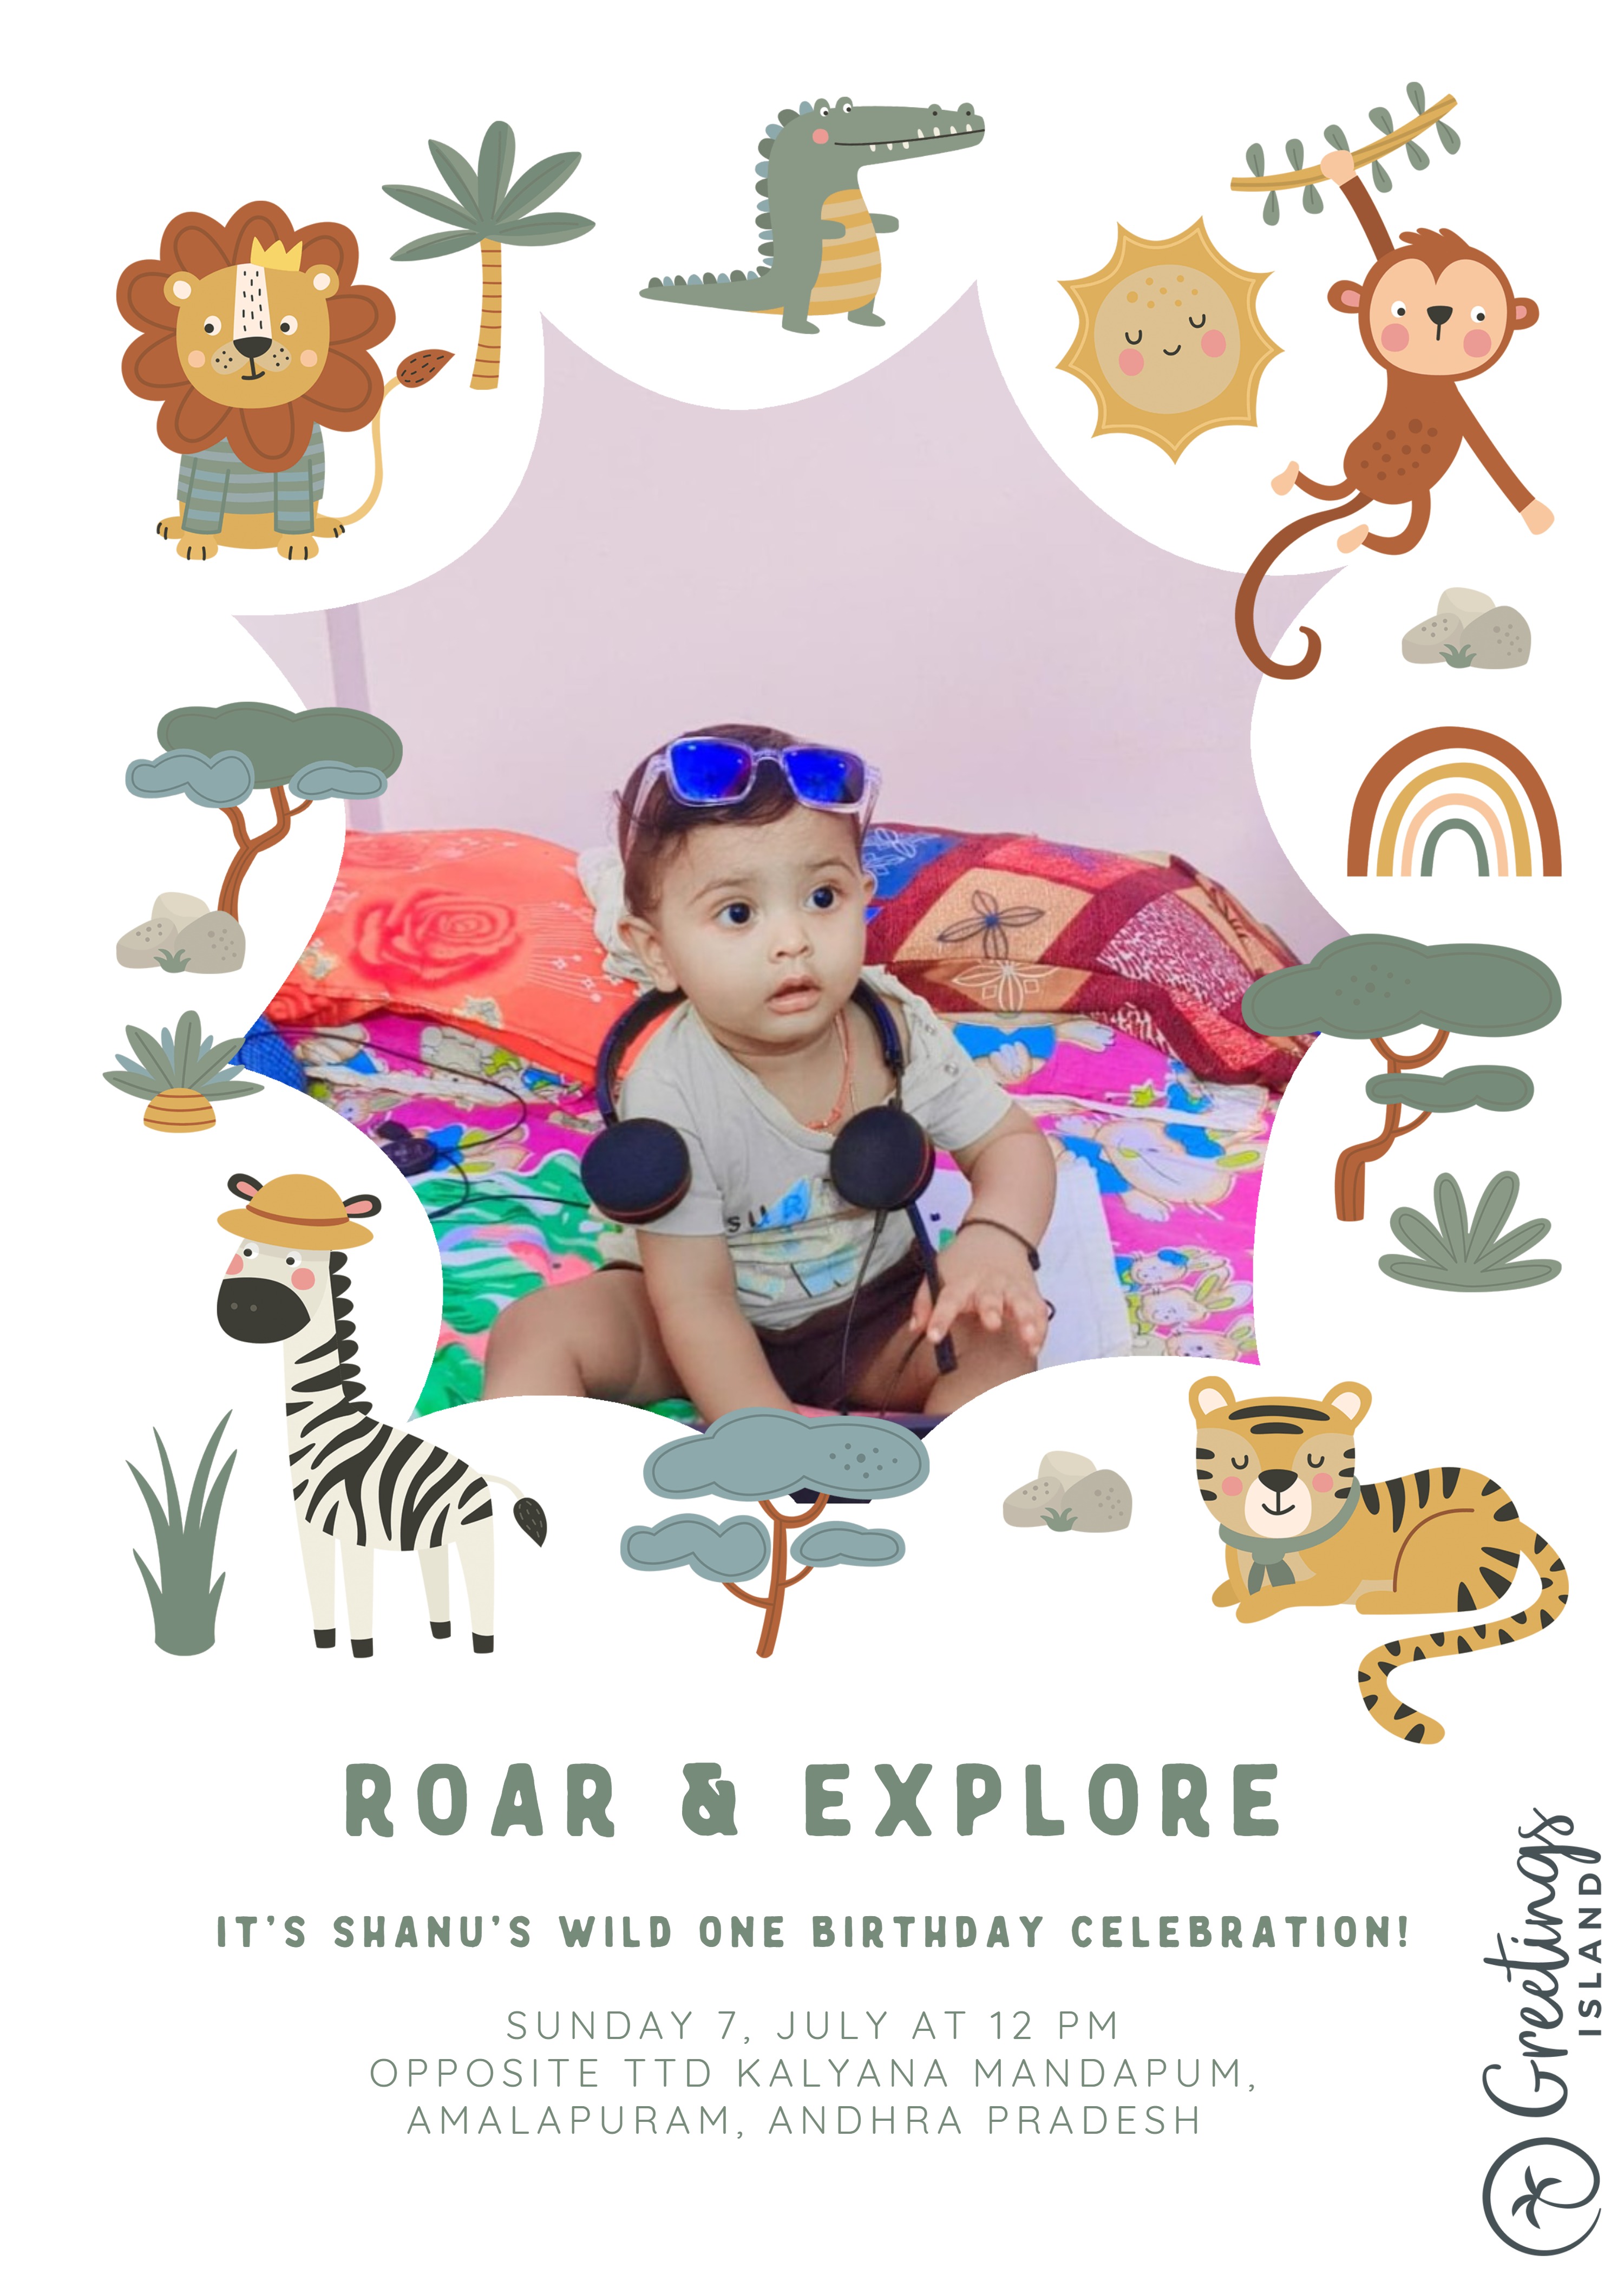 ROAR & EXPLORE
IT'S SHANU'S WILD ONE BIRTHDAY CELEBRATION!
SUNDAY 7, JULY AT 12 PM
OPPOSITE TTD KALYANA MANDAPUM,
AMALAPURAM, ANDHRA PRADESH
Greetings
ISLAND